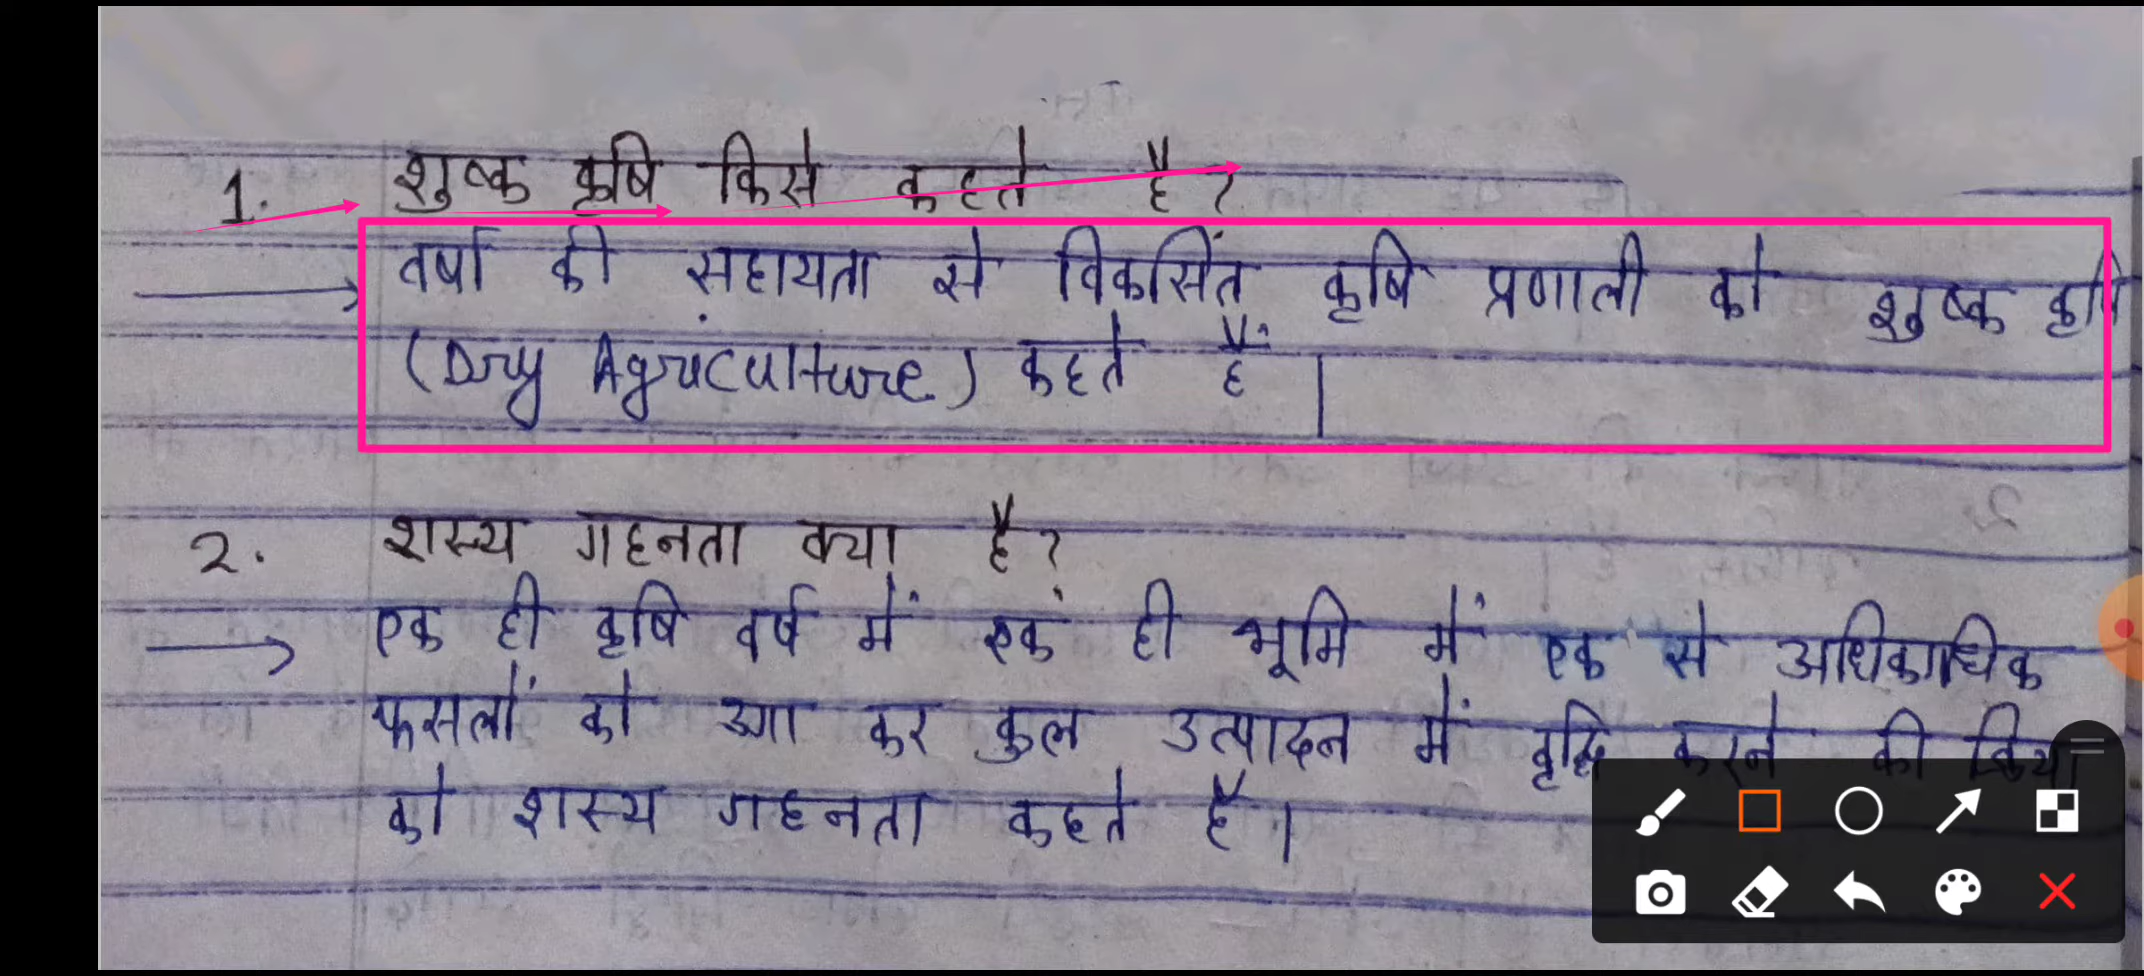 1. शुष्क कृषि किसे कहते है?
वर्षा की सहायता से विकसित कृषि प्रणाली को शुष्क कृषि
(Dry Agriculture) कहते हैं।
2. शस्य गहनता क्या है?
एक ही कृषि वर्ष में एक ही भूमि में एक से अधिकाधिक
फसलों को उगा कर कुल उत्पादन में वृद्धि करने की क्रिया
को शस्य गहनता कहते है।